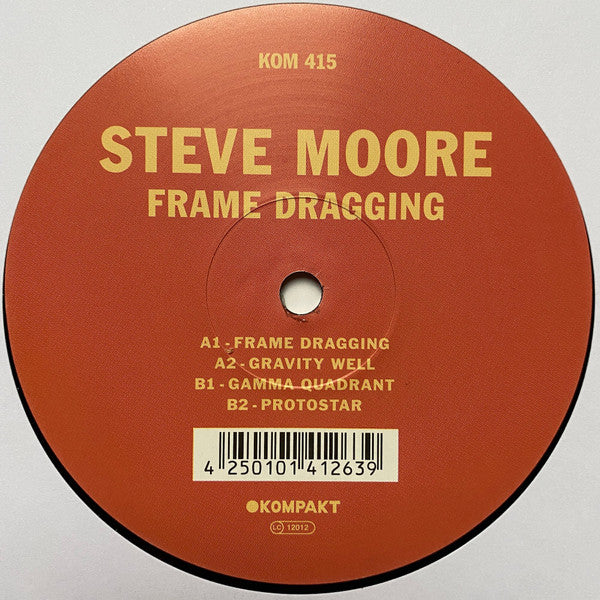 KOM 415
STEVE MOORE
FRAME DRAGGING
A1 - FRAME DRAGGING
A2 - GRAVITY WELL
B1 - GAMMA QUADRANT
B2 - PROTOSTAR
4 250101 412639
KOMPAKT
LC 12012